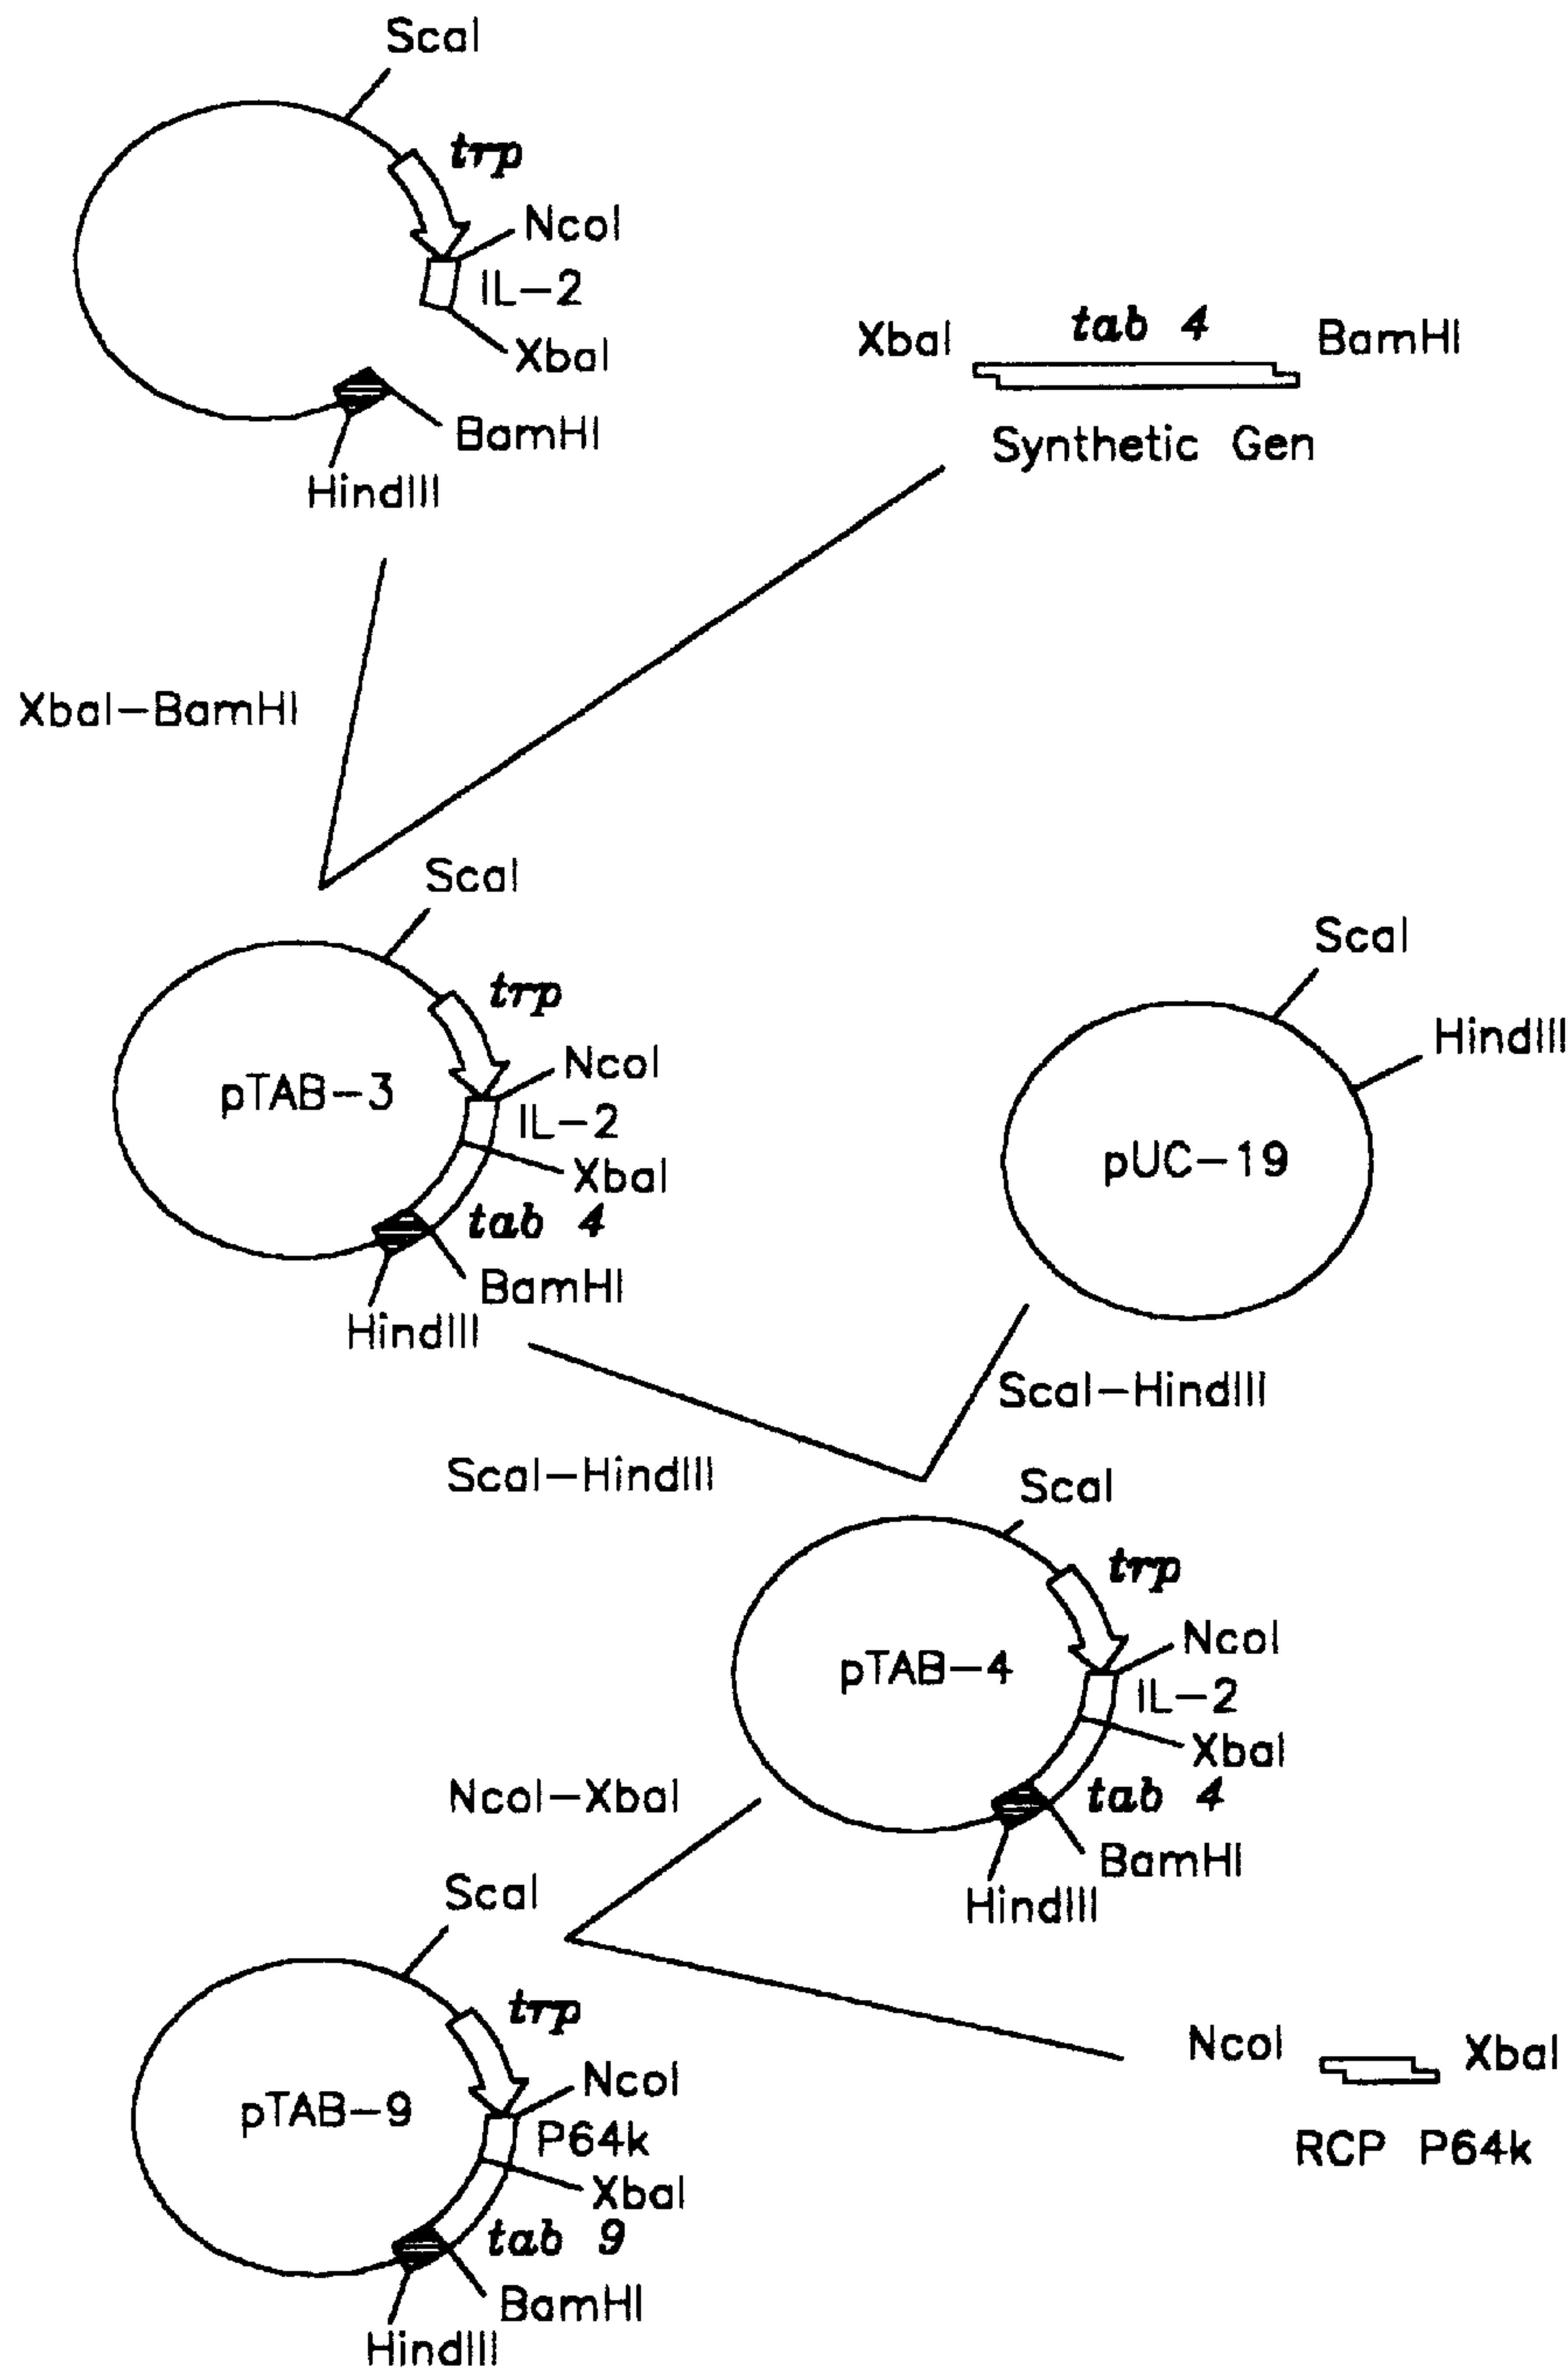 ScaI
trp
NcoI
IL-2
XbaI
BamHI
HindIII
XbaI
tab 4
BamHI
Synthetic Gen
XbaI-BamHI
ScaI
trp
NcoI
pTAB-3
IL-2
XbaI
tab 4
BamHI
HindIII
ScaI
HindIII
pUC-19
ScaI-HindIII
ScaI-HindIII
ScaI
trp
NcoI
pTAB-4
IL-2
XbaI
tab 4
BamHI
HindIII
NcoI-XbaI
ScaI
trp
NcoI
pTAB-9
P64k
XbaI
tab 9
BamHI
HindIII
NcoI
XbaI
RCP P64k